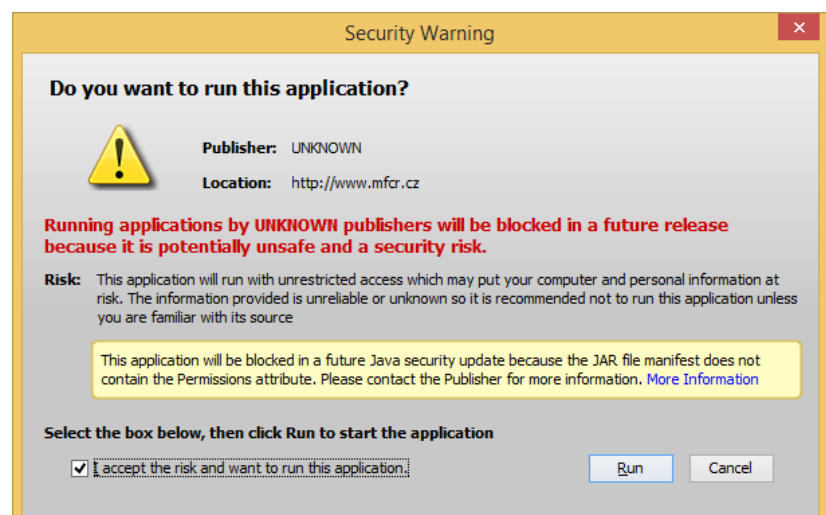 Security Warning
Do you want to run this application?
Publisher: UNKNOWN
Location: http://www.mfcr.cz
Running applications by UNKNOWN publishers will be blocked in a future release
because it is potentially unsafe and a security risk.
Risk: This application will run with unrestricted access which may put your computer and personal information at
risk. The information provided is unreliable or unknown so it is recommended not to run this application unless
you are familiar with its source
This application will be blocked in a future Java security update because the JAR file manifest does not
contain the Permissions attribute. Please contact the Publisher for more information. More Information
Select the box below, then click Run to start the application
I accept the risk and want to run this application.
Run Cancel